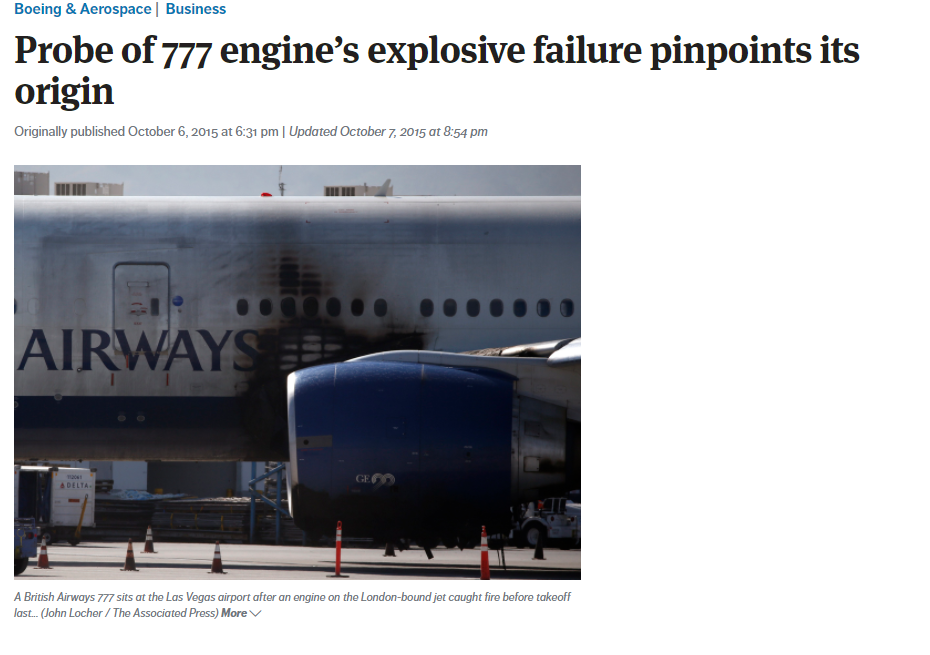 Boeing & Aerospace | Business
Probe of 777 engine’s explosive failure pinpoints its
origin
Originally published October 6, 2015 at 6:31 pm | Updated October 7, 2015 at 8:54 pm
AIRWAYS
GE
DELTA
A British Airways 777 sits at the Las Vegas airport after an engine on the London-bound jet caught fire before takeoff
last... (John Locher / The Associated Press) More